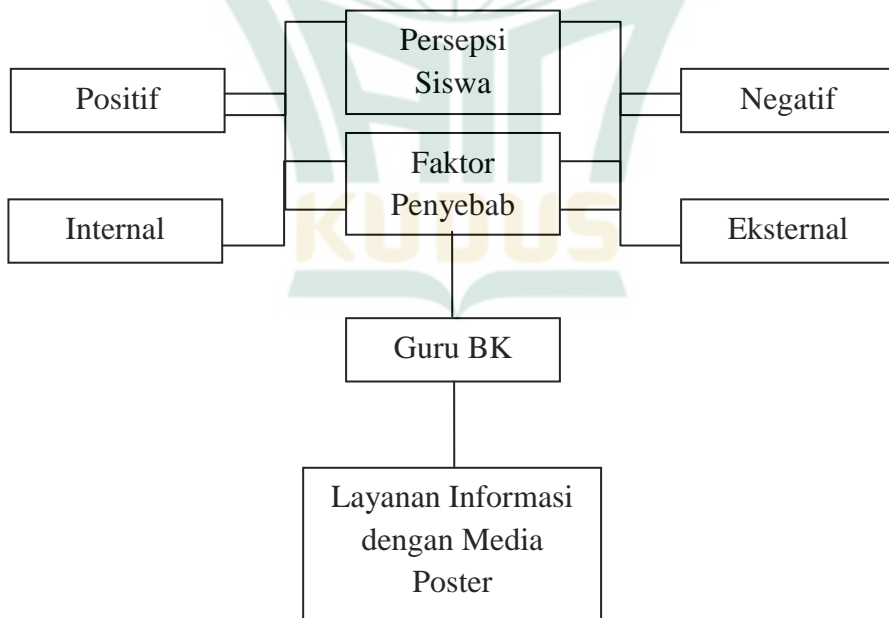 Persepsi
Siswa
Positif
Negatif
Faktor
Penyebab
Internal
Eksternal
KUDUS
Guru BK
Layanan Informasi
dengan Media
Poster